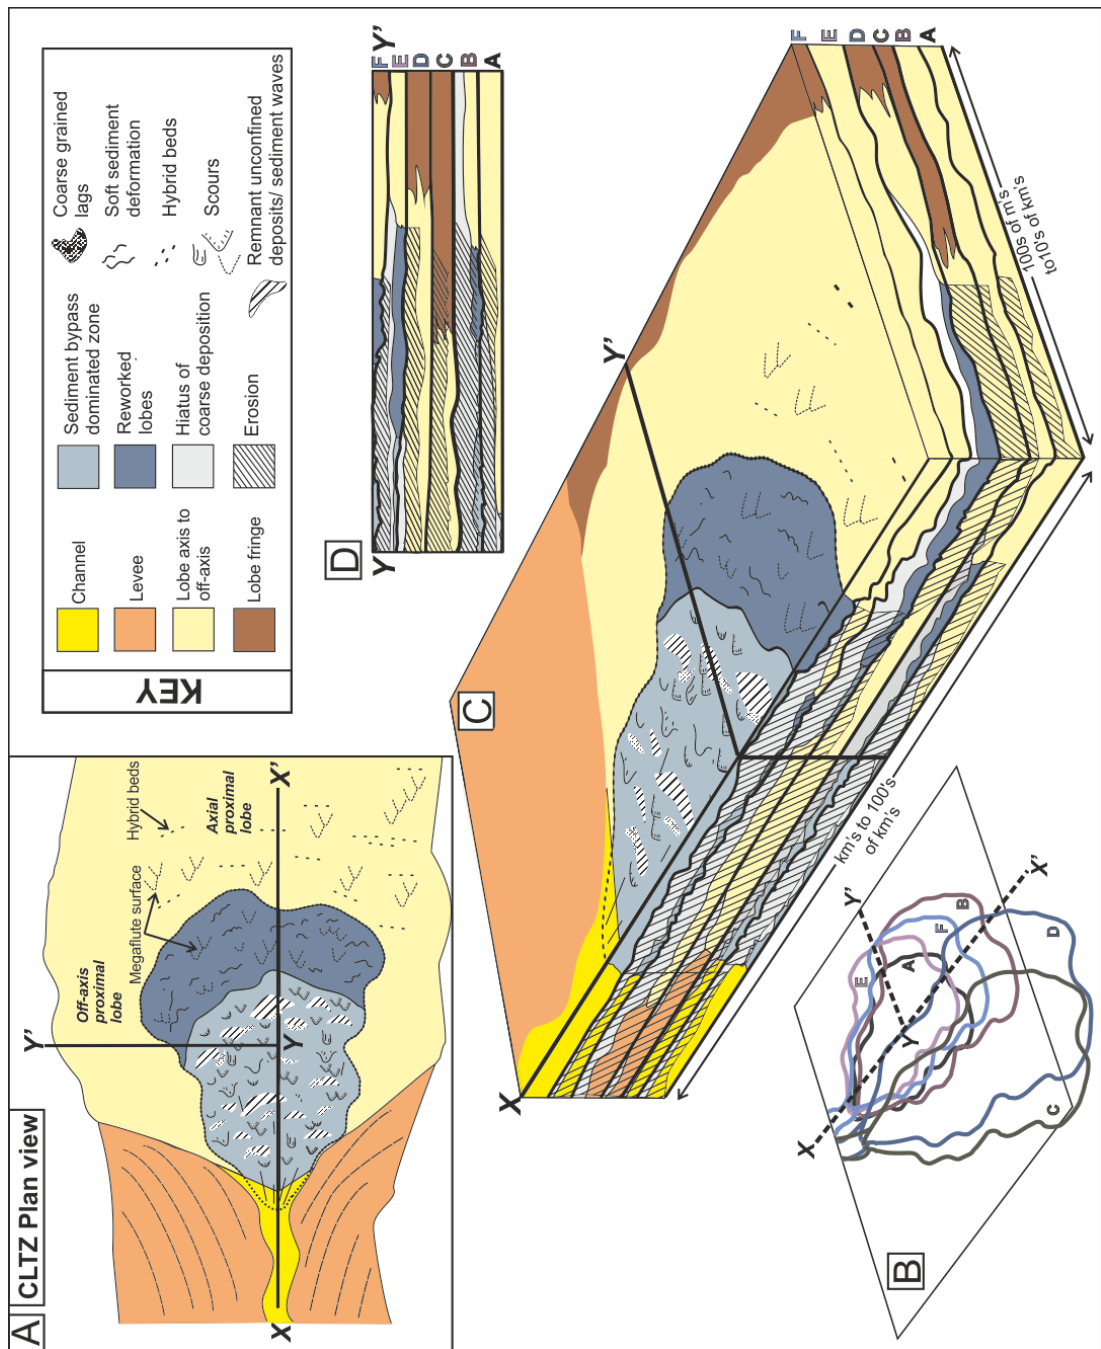 A
CLTZ Plan view
X
X'
Y
Y'
Off-axis
proximal
lobe
Megaflute surface
Hybrid beds
Axial
proximal
lobe
KEY
Channel
Levee
Lobe axis to
off-axis
Lobe fringe
Sediment bypass
dominated zone
Reworked
lobes
Hiatus of
coarse deposition
Erosion
Coarse grained
lags
Soft sediment
deformation
Hybrid beds
Scours
Remnant unconfined
deposits/ sediment waves
D
Y
Y'
F
E
D
C
B
A
C
X
Y'
F
E
D
C
B
A
km's to 100's
of km's
100s of m's
to10's of km's
B
X
X'
Y
Y'
E
A
F
B
D
C